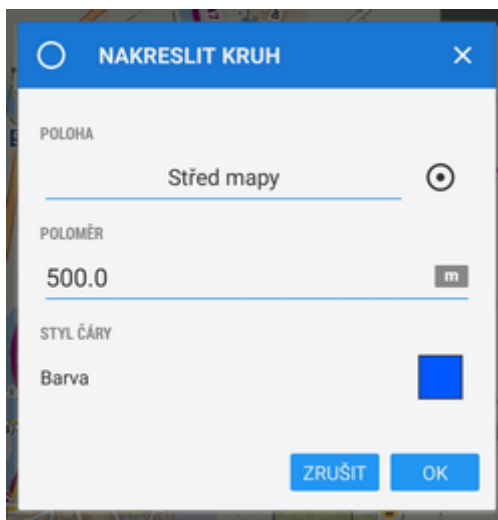 NAKRESLIT KRUH
POLOHA
Střed mapy
POLOMĚR
500.0 m
STYL ČÁRY
Barva
ZRUŠIT OK